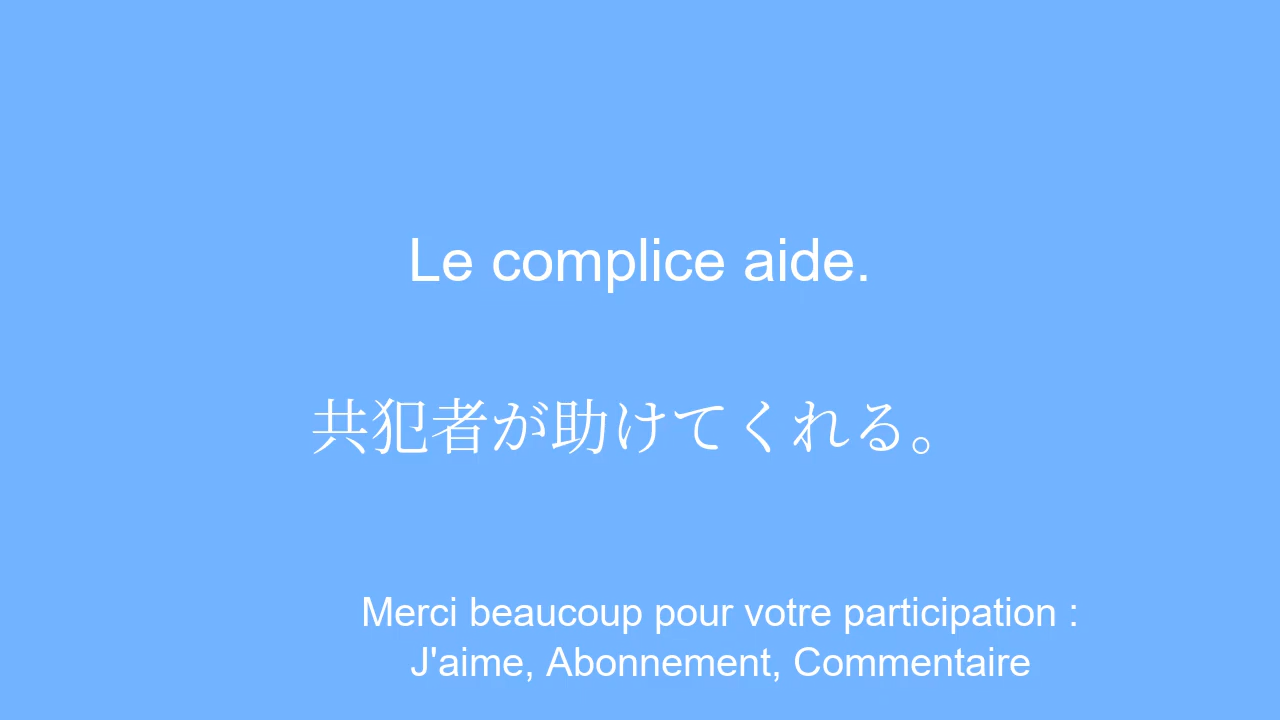 Le complice aide.
共犯者が助けてくれる。
Merci beaucoup pour votre participation :
J'aime, Abonnement, Commentaire